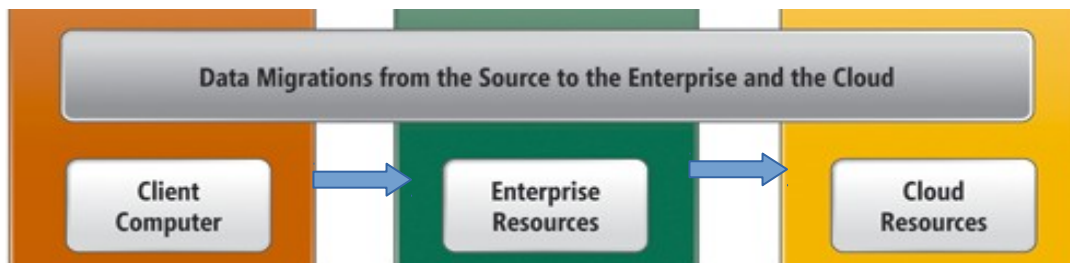 Data Migrations from the Source to the Enterprise and the Cloud
Client
Computer
Enterprise
Resources
Cloud
Resources